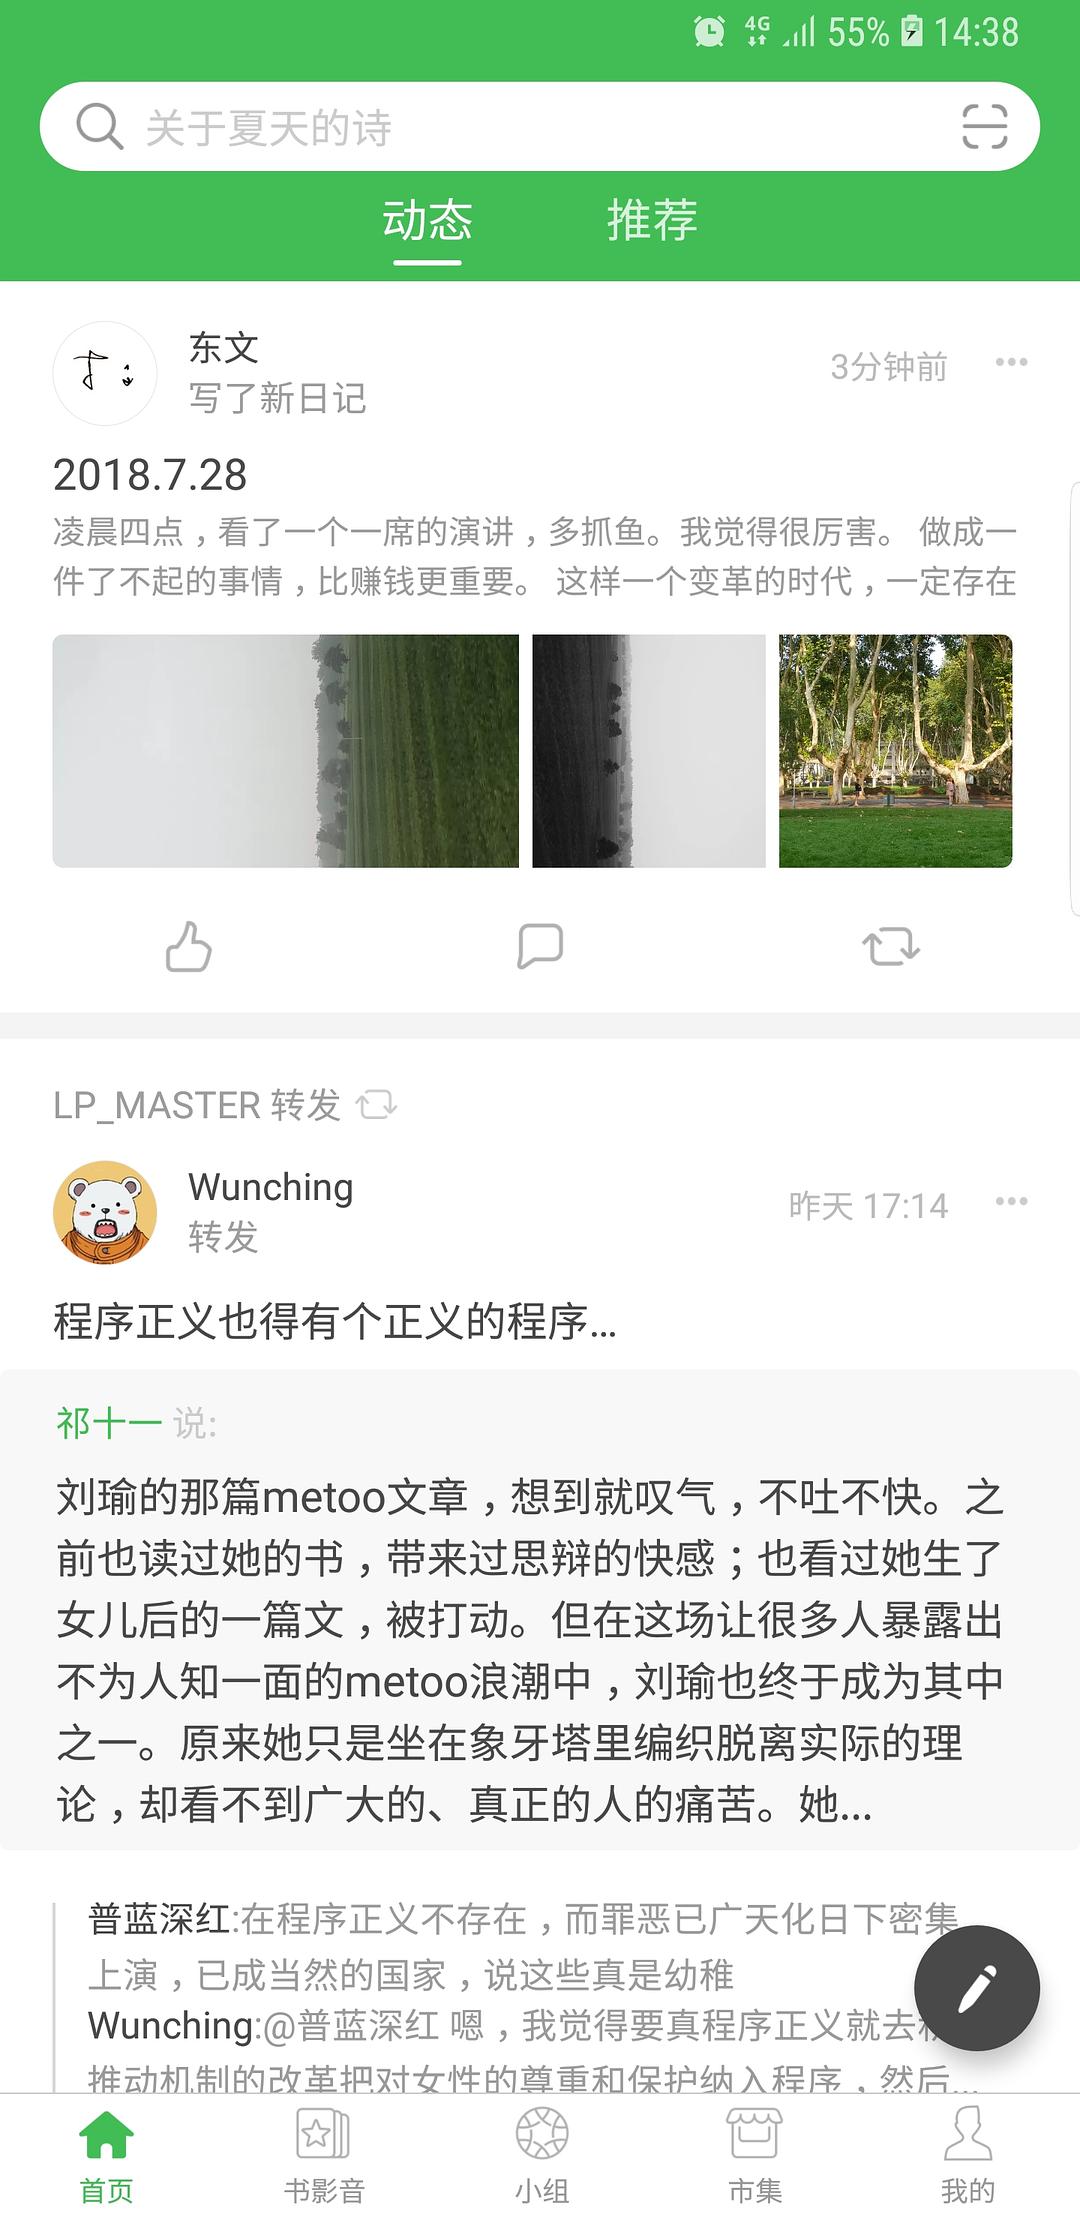 4G 55% 14:38
关于夏天的诗
动态 推荐
东文
写了新日记
3分钟前
2018.7.28
凌晨四点，看了一个一席的演讲，多抓鱼。我觉得很厉害。 做成一
件了不起的事情，比赚钱更重要。 这样一个变革的时代，一定存在
LP_MASTER 转发
Wunching
转发
昨天 17:14
程序正义也得有个正义的程序...
祁十一 说:
刘瑜的那篇metoo文章，想到就叹气，不吐不快。之
前也读过她的书，带来过思辩的快感；也看过她生了
女儿后的一篇文，被打动。但在这场让很多人暴露出
不为人知一面的metoo浪潮中，刘瑜也终于成为其中
之一。原来她只是坐在象牙塔里编织脱离实际的理
论，却看不到广大的、真正的人的痛苦。她...
普蓝深红:在程序正义不存在，而罪恶已广天化日下密集
上演，已成当然的国家，说这些真是幼稚
Wunching:@普蓝深红 嗯，我觉得要真程序正义就去
推动机制的改革把对女性的尊重和保护纳入程序，然后...
首页 书影音 小组 市集 我的